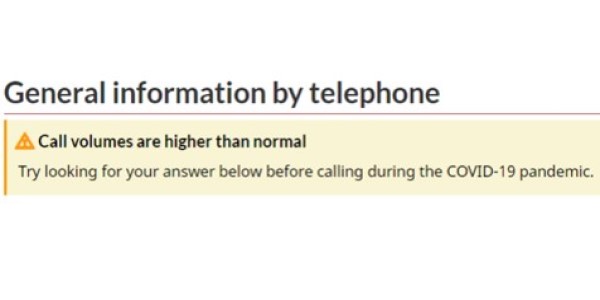 General information by telephone
Call volumes are higher than normal
Try looking for your answer below before calling during the COVID-19 pandemic.